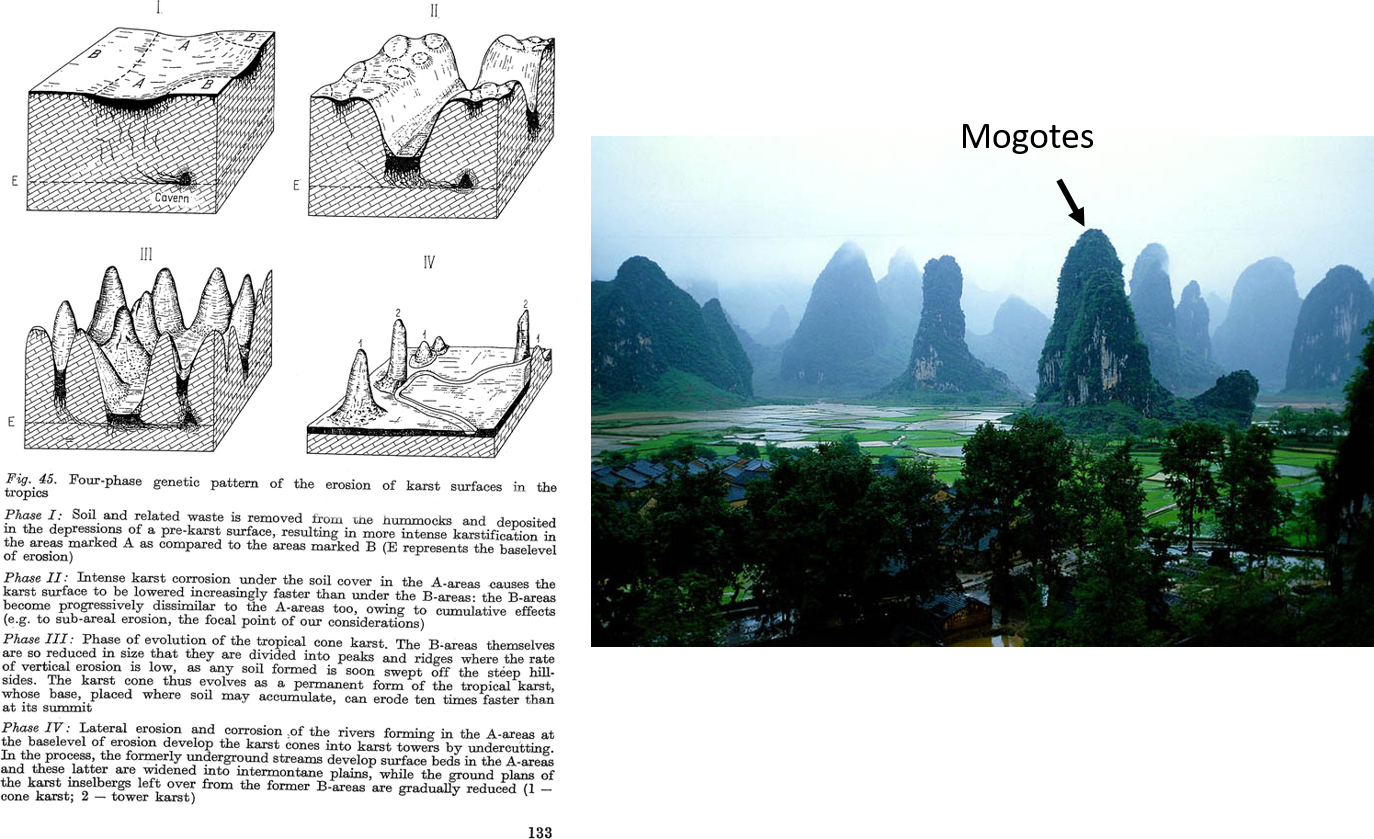 I.
II
B
A
B
A
B
E
Cavern
E
III
IV
E
1
2
1
2
1
Fig. 45. Four-phase genetic pattern of the erosion of karst surfaces in the
tropics
Phase I: Soil and related waste is removed from the hummocks and deposited
in the depressions of a pre-karst surface, resulting in more intense karstification in
the areas marked A as compared to the areas marked B (E represents the baselevel
of erosion)
Phase II: Intense karst corrosion under the soil cover in the A-areas causes the
karst surface to be lowered increasingly faster than under the B-areas: the B-areas
become progressively dissimilar to the A-areas too, owing to cumulative effects
(e.g. to sub-areal erosion, the focal point of our considerations)
Phase III: Phase of evolution of the tropical cone karst. The B-areas themselves
are so reduced in size that they are divided into peaks and ridges where the rate
of vertical erosion is low, as any soil formed is soon swept off the steep hill-
sides. The karst cone thus evolves as a permanent form of the tropical karst,
whose base, placed where soil may accumulate, can erode ten times faster than
at its summit
Phase IV: Lateral erosion and corrosion of the rivers forming in the A-areas at
the baselevel of erosion develop the karst cones into karst towers by undercutting.
In the process, the formerly underground streams develop surface beds in the A-areas
and these latter are widened into intermontane plains, while the ground plans of
the karst inselbergs left over from the former B-areas are gradually reduced (1 —
cone karst; 2 — tower karst)
133
Mogotes